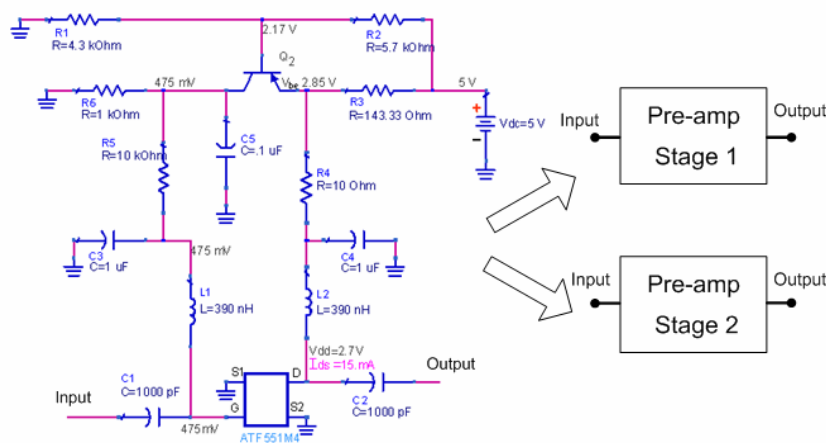 R1
R=4.3 kOhm
2.17 V
R2
R=5.7 kOhm
Q2
475 mV
Vbe 2.85 V
5 V
R6
R=1 kOhm
R3
R=143.33 Ohm
+
Vdc=5 V
-
R5
R=10 kOhm
C5
C=.1 uF
R4
R=10 Ohm
C3
C=1 uF
475 mV
C4
C=1 uF
L1
L=390 nH
L2
L=390 nH
Vdd=2.7 V
Ids=15. mA
Output
Input
C1
C=1000 pF
475 mV
S1
D
G
S2
C2
C=1000 pF
ATF551M4
Input
Pre-amp
Stage 1
Output
Input
Pre-amp
Stage 2
Output